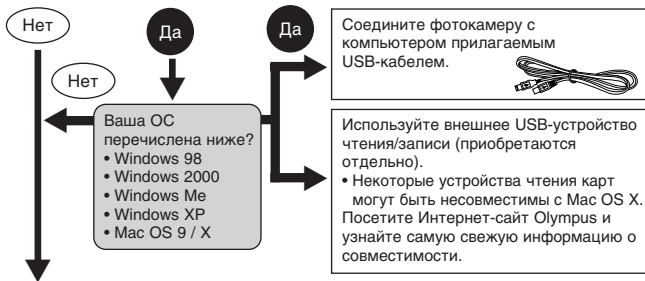 Нет
Да
Да
Нет
Ваша ОС
перечислена ниже?
• Windows 98
• Windows 2000
• Windows Me
• Windows XP
• Mac OS 9 / X
Соедините фотокамеру с
компьютером прилагаемым
USB-кабелем.
Используйте внешнее USB-устройство
чтения/записи (приобретаются
отдельно).
• Некоторые устройства чтения карт
могут быть несовместимы с Mac OS X.
Посетите Интернет-сайт Olympus и
узнайте самую свежую информацию о
совместимости.